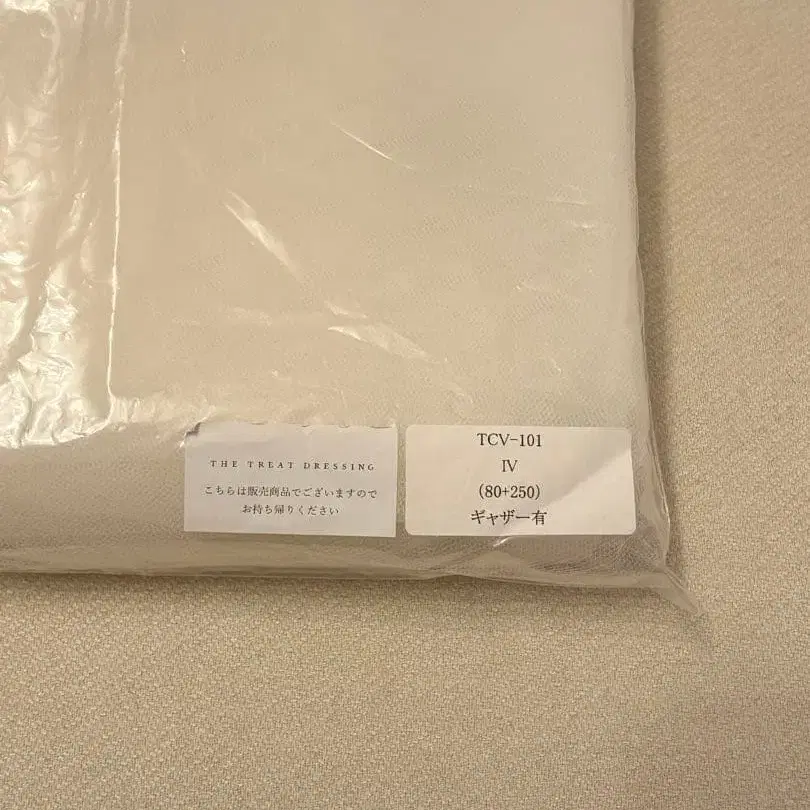 THE TREAT DRESSING
こちらは販売商品でございますので
お持ち帰りください
TCV-101
Ⅳ
(80+250)
ギャザー有